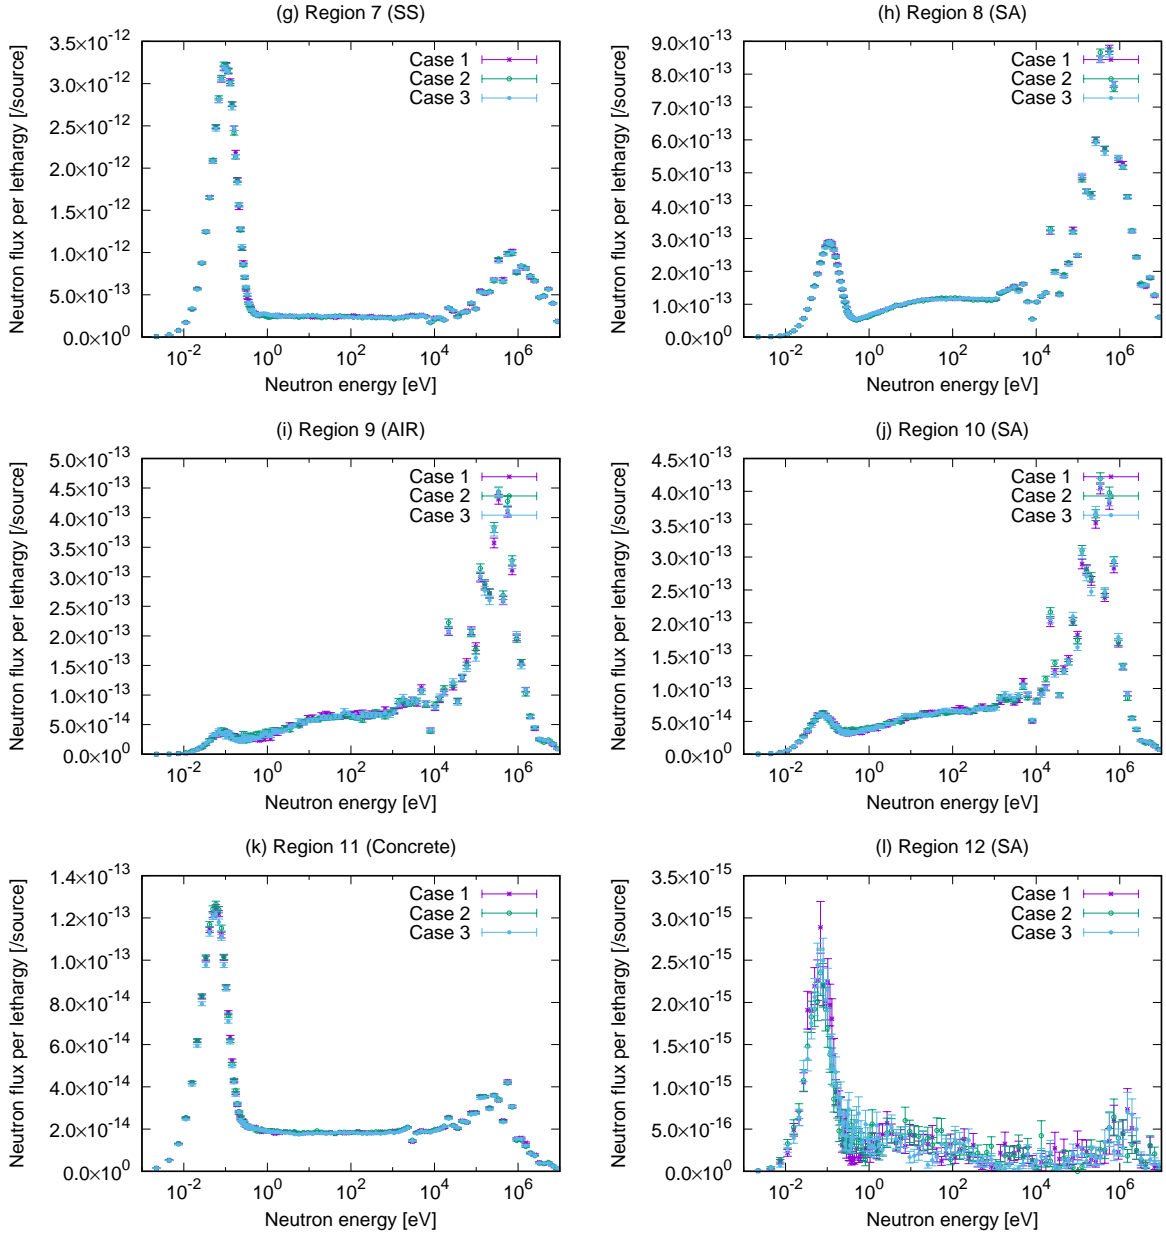 (g) Region 7 (SS)
Neutron flux per lethargy [/source]
3.5×10⁻¹²
3.0×10⁻¹²
2.5×10⁻¹²
2.0×10⁻¹²
1.5×10⁻¹²
1.0×10⁻¹²
5.0×10⁻¹³
0.0×10⁰
Case 1
Case 2
Case 3
10⁻² 10⁰ 10² 10⁴ 10⁶
Neutron energy [eV]
(h) Region 8 (SA)
Neutron flux per lethargy [/source]
9.0×10⁻¹³
8.0×10⁻¹³
7.0×10⁻¹³
6.0×10⁻¹³
5.0×10⁻¹³
4.0×10⁻¹³
3.0×10⁻¹³
2.0×10⁻¹³
1.0×10⁻¹³
0.0×10⁰
Case 1
Case 2
Case 3
10⁻² 10⁰ 10² 10⁴ 10⁶
Neutron energy [eV]
(i) Region 9 (AIR)
Neutron flux per lethargy [/source]
5.0×10⁻¹³
4.5×10⁻¹³
4.0×10⁻¹³
3.5×10⁻¹³
3.0×10⁻¹³
2.5×10⁻¹³
2.0×10⁻¹³
1.5×10⁻¹³
1.0×10⁻¹³
5.0×10⁻¹⁴
0.0×10⁰
Case 1
Case 2
Case 3
10⁻² 10⁰ 10² 10⁴ 10⁶
Neutron energy [eV]
(j) Region 10 (SA)
Neutron flux per lethargy [/source]
4.5×10⁻¹³
4.0×10⁻¹³
3.5×10⁻¹³
3.0×10⁻¹³
2.5×10⁻¹³
2.0×10⁻¹³
1.5×10⁻¹³
1.0×10⁻¹³
5.0×10⁻¹⁴
0.0×10⁰
Case 1
Case 2
Case 3
10⁻² 10⁰ 10² 10⁴ 10⁶
Neutron energy [eV]
(k) Region 11 (Concrete)
Neutron flux per lethargy [/source]
1.4×10⁻¹³
1.2×10⁻¹³
1.0×10⁻¹³
8.0×10⁻¹⁴
6.0×10⁻¹⁴
4.0×10⁻¹⁴
2.0×10⁻¹⁴
0.0×10⁰
Case 1
Case 2
Case 3
10⁻² 10⁰ 10² 10⁴ 10⁶
Neutron energy [eV]
(l) Region 12 (SA)
Neutron flux per lethargy [/source]
3.5×10⁻¹⁵
3.0×10⁻¹⁵
2.5×10⁻¹⁵
2.0×10⁻¹⁵
1.5×10⁻¹⁵
1.0×10⁻¹⁵
5.0×10⁻¹⁶
0.0×10⁰
Case 1
Case 2
Case 3
10⁻² 10⁰ 10² 10⁴ 10⁶
Neutron energy [eV]